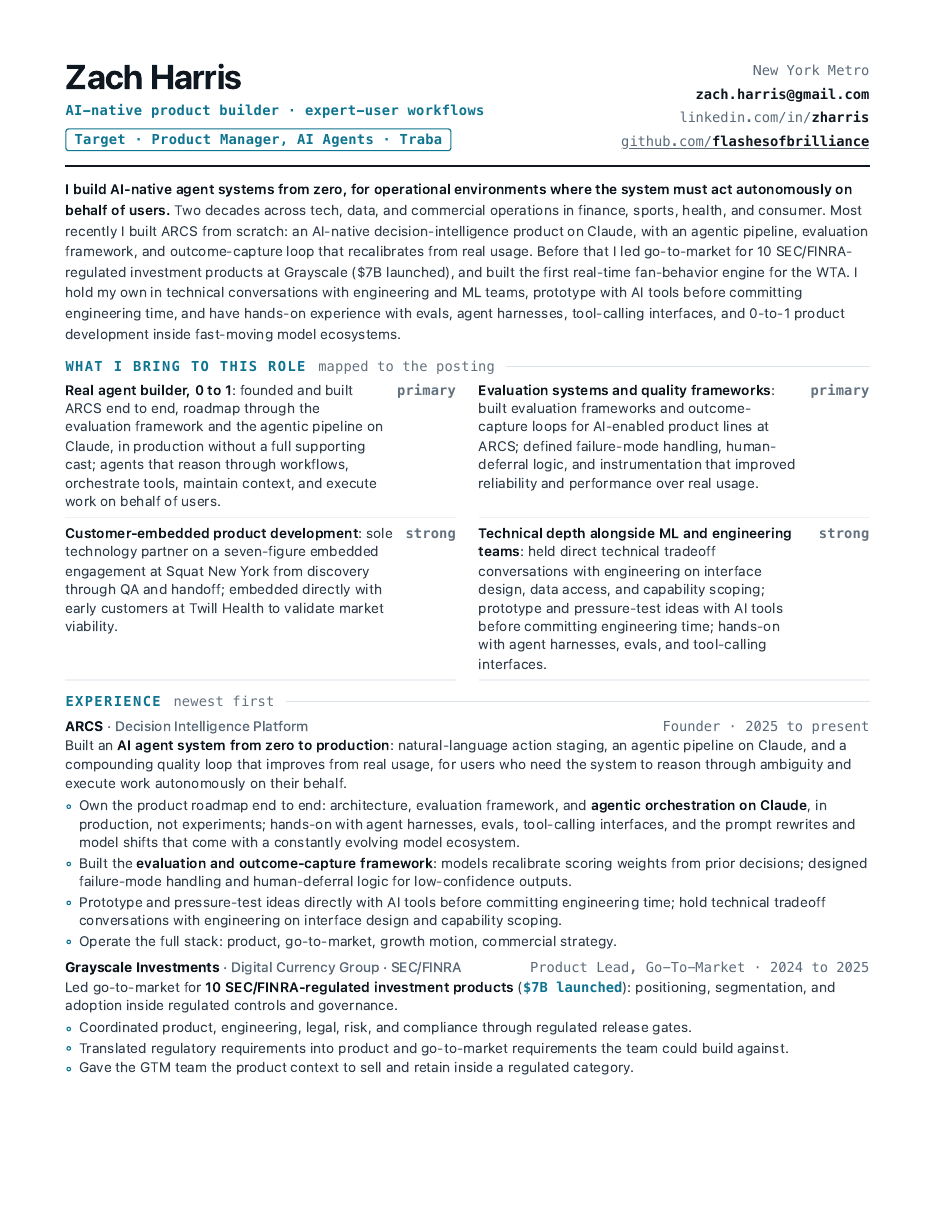 Zach Harris
AI-native product builder · expert-user workflows
Target · Product Manager, AI Agents · Traba
New York Metro
zach.harris@gmail.com
linkedin.com/in/zharris
github.com/flashesofbrilliance
I build AI-native agent systems from zero, for operational environments where the system must act autonomously on
behalf of users. Two decades across tech, data, and commercial operations in finance, sports, health, and consumer. Most
recently I built ARCS from scratch: an AI-native decision-intelligence product on Claude, with an agentic pipeline, evaluation
framework, and outcome-capture loop that recalibrates from real usage. Before that I led go-to-market for 10 SEC/FINRA-
regulated investment products at Grayscale ($7B launched), and built the first real-time fan-behavior engine for the WTA. I
hold my own in technical conversations with engineering and ML teams, prototype with AI tools before committing
engineering time, and have hands-on experience with evals, agent harnesses, tool-calling interfaces, and 0-to-1 product
development inside fast-moving model ecosystems.
WHAT I BRING TO THIS ROLE mapped to the posting
Real agent builder, 0 to 1: founded and built primary
ARCS end to end, roadmap through the
evaluation framework and the agentic pipeline on
Claude, in production without a full supporting
cast; agents that reason through workflows,
orchestrate tools, maintain context, and execute
work on behalf of users.
Evaluation systems and quality frameworks: primary
built evaluation frameworks and outcome-
capture loops for AI-enabled product lines at
ARCS; defined failure-mode handling, human-
deferral logic, and instrumentation that improved
reliability and performance over real usage.
Customer-embedded product development: sole strong
technology partner on a seven-figure embedded
engagement at Squat New York from discovery
through QA and handoff; embedded directly with
early customers at Twill Health to validate market
viability.
Technical depth alongside ML and engineering strong
teams: held direct technical tradeoff
conversations with engineering on interface
design, data access, and capability scoping;
prototype and pressure-test ideas with AI tools
before committing engineering time; hands-on
with agent harnesses, evals, and tool-calling
interfaces.
EXPERIENCE newest first
ARCS · Decision Intelligence Platform Founder · 2025 to present
Built an AI agent system from zero to production: natural-language action staging, an agentic pipeline on Claude, and a
compounding quality loop that improves from real usage, for users who need the system to reason through ambiguity and
execute work autonomously on their behalf.
Own the product roadmap end to end: architecture, evaluation framework, and agentic orchestration on Claude, in
production, not experiments; hands-on with agent harnesses, evals, tool-calling interfaces, and the prompt rewrites and
model shifts that come with a constantly evolving model ecosystem.
Built the evaluation and outcome-capture framework: models recalibrate scoring weights from prior decisions; designed
failure-mode handling and human-deferral logic for low-confidence outputs.
Prototype and pressure-test ideas directly with AI tools before committing engineering time; hold technical tradeoff
conversations with engineering on interface design and capability scoping.
Operate the full stack: product, go-to-market, growth motion, commercial strategy.
Grayscale Investments · Digital Currency Group · SEC/FINRA Product Lead, Go-To-Market · 2024 to 2025
Led go-to-market for 10 SEC/FINRA-regulated investment products ($7B launched): positioning, segmentation, and
adoption inside regulated controls and governance.
Coordinated product, engineering, legal, risk, and compliance through regulated release gates.
Translated regulatory requirements into product and go-to-market requirements the team could build against.
Gave the GTM team the product context to sell and retain inside a regulated category.